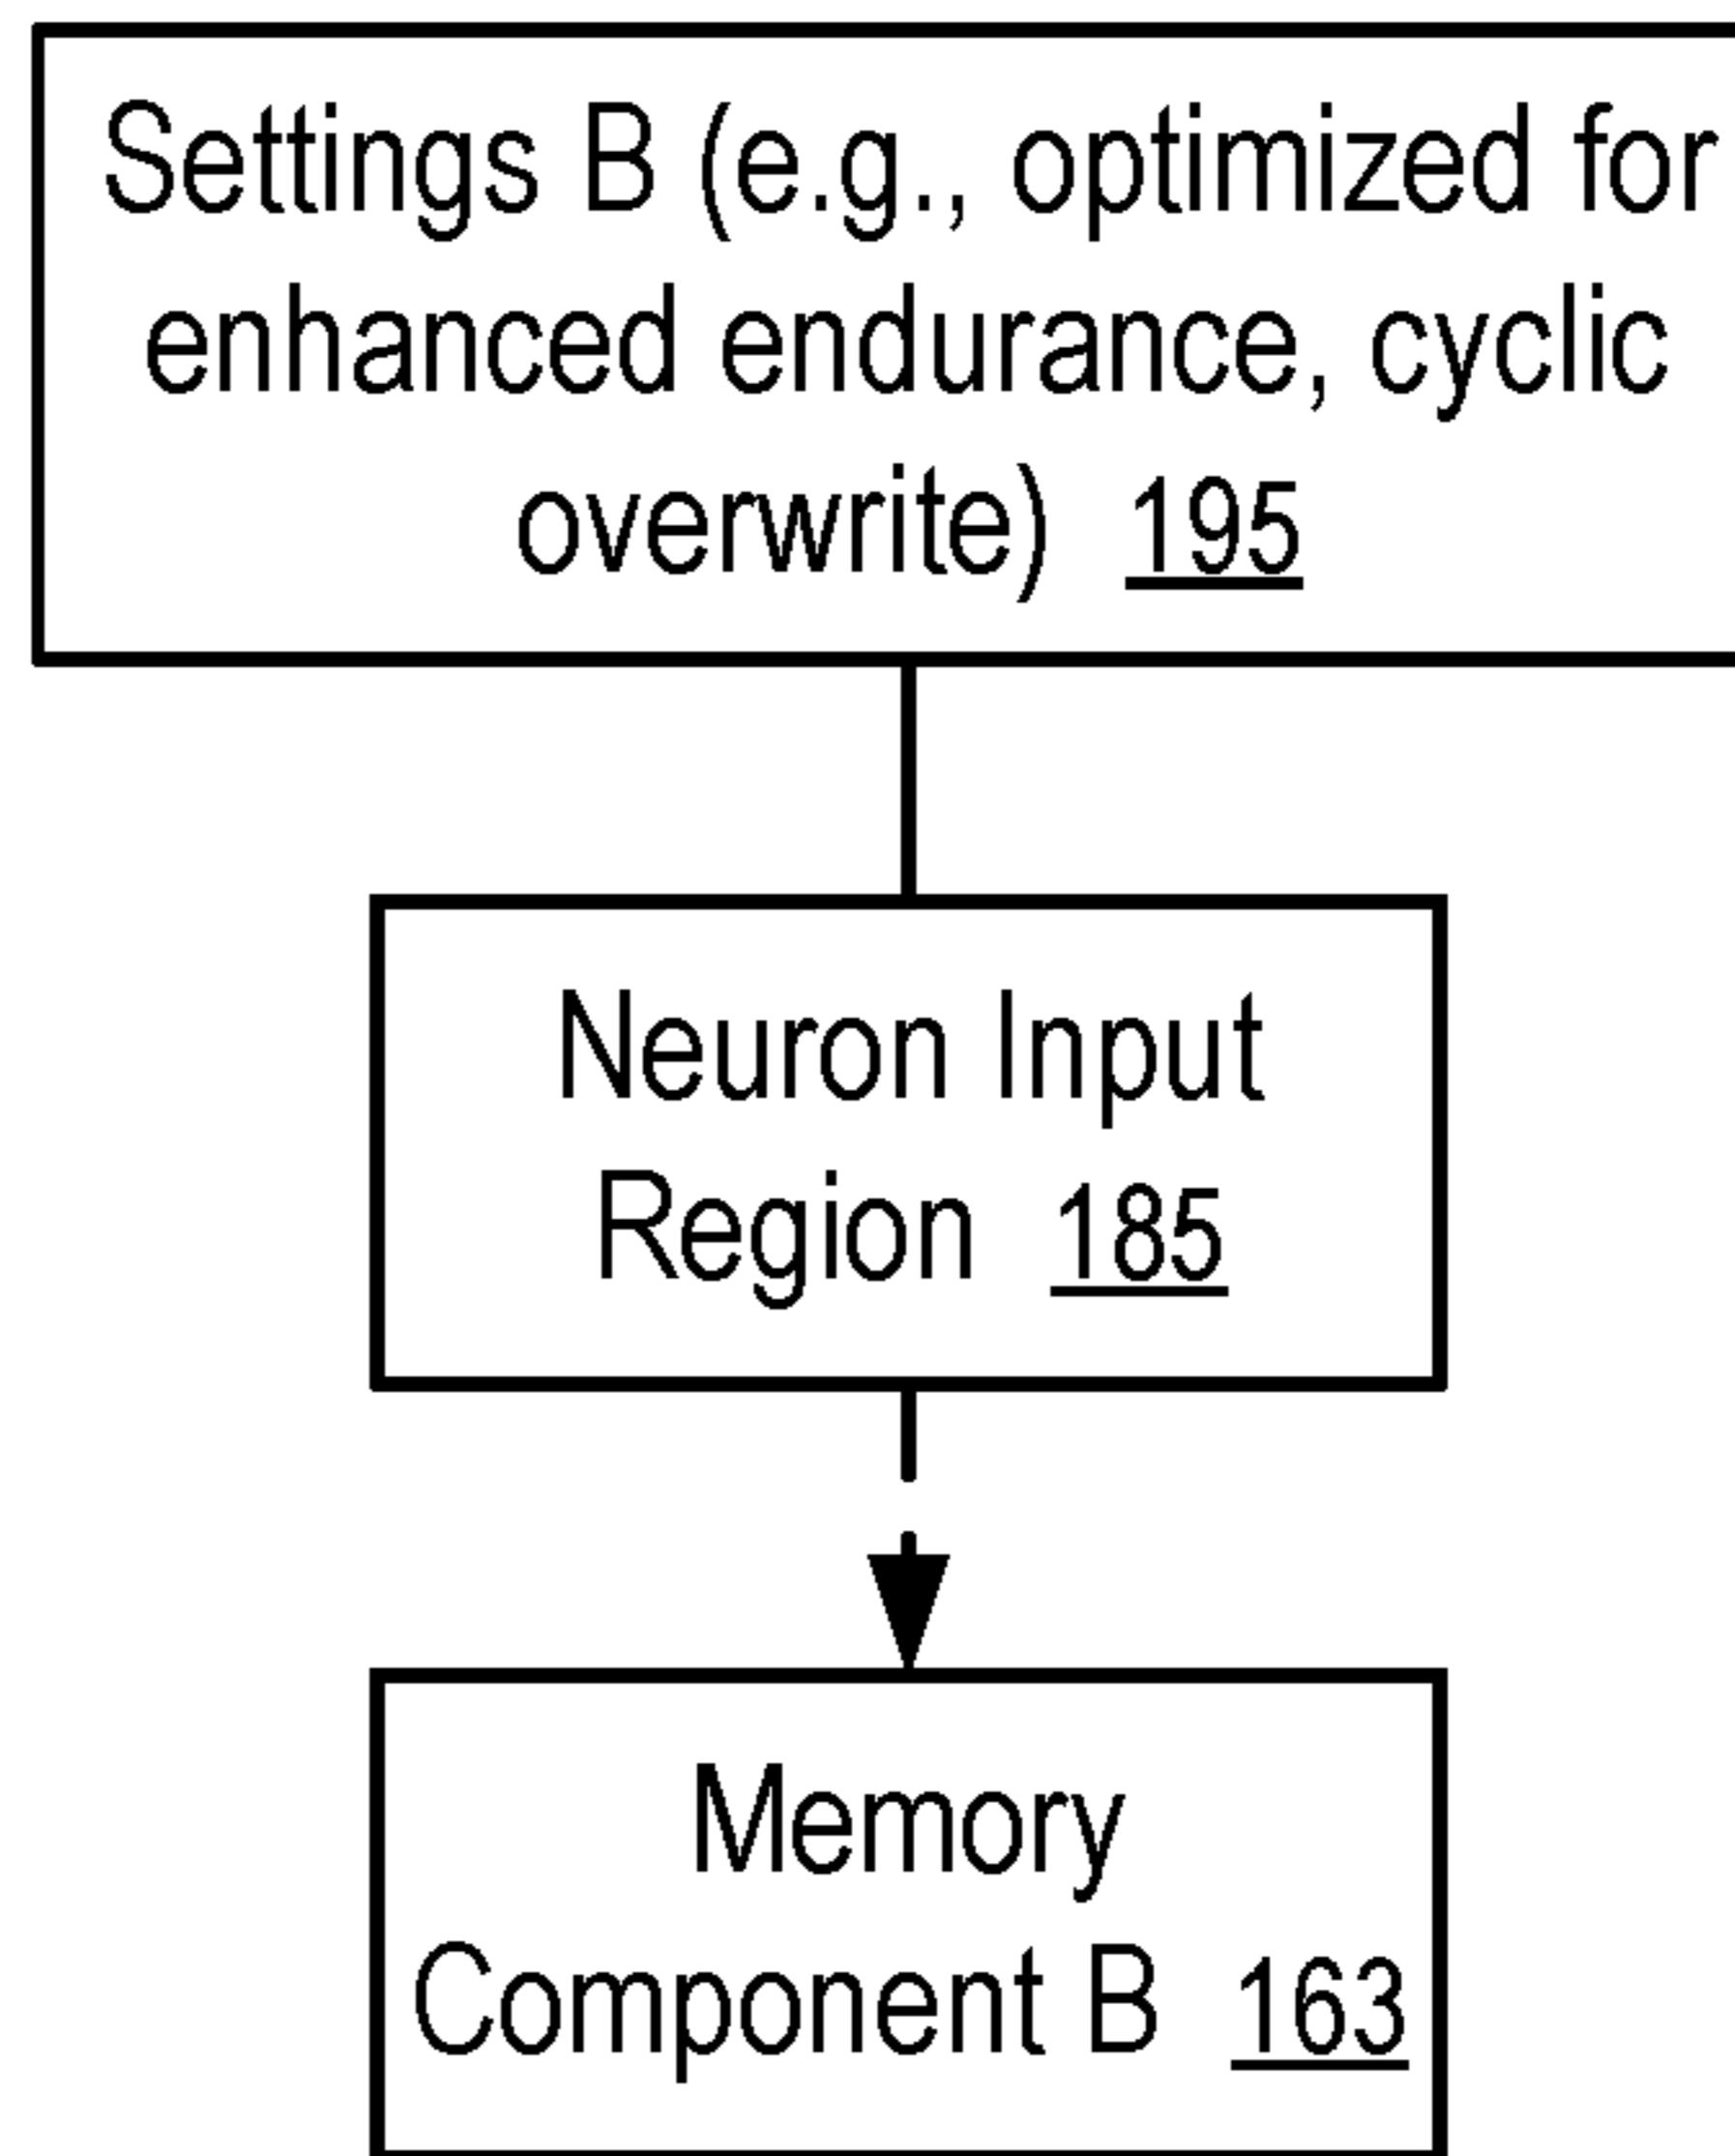 Settings B (e.g., optimized for
enhanced endurance, cyclic
overwrite) 195
Neuron Input
Region 185
Memory
Component B 163